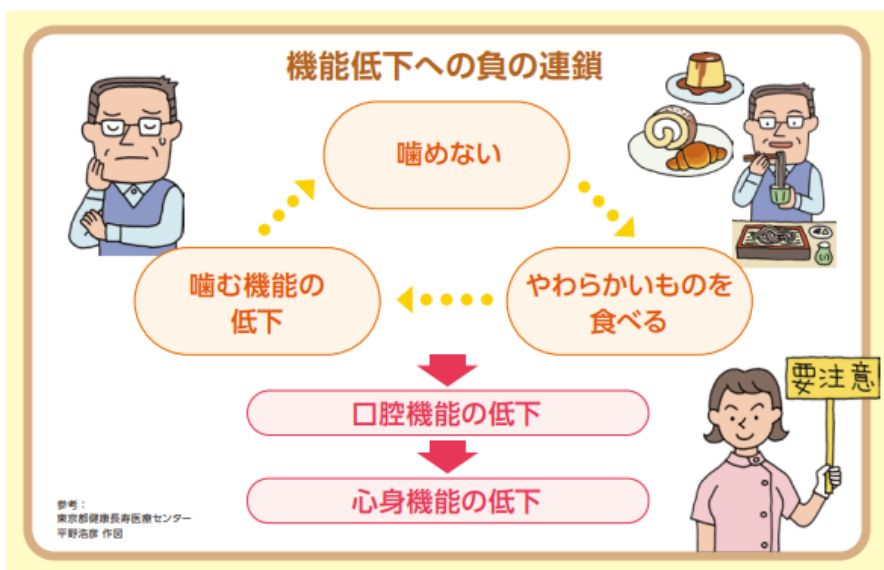 機能低下への負の連鎖
噛めない
やわらかいものを
食べる
噛む機能の
低下
口腔機能の低下
心身機能の低下
要注意
参考：
東京都健康長寿医療センター
平野浩彦 作図